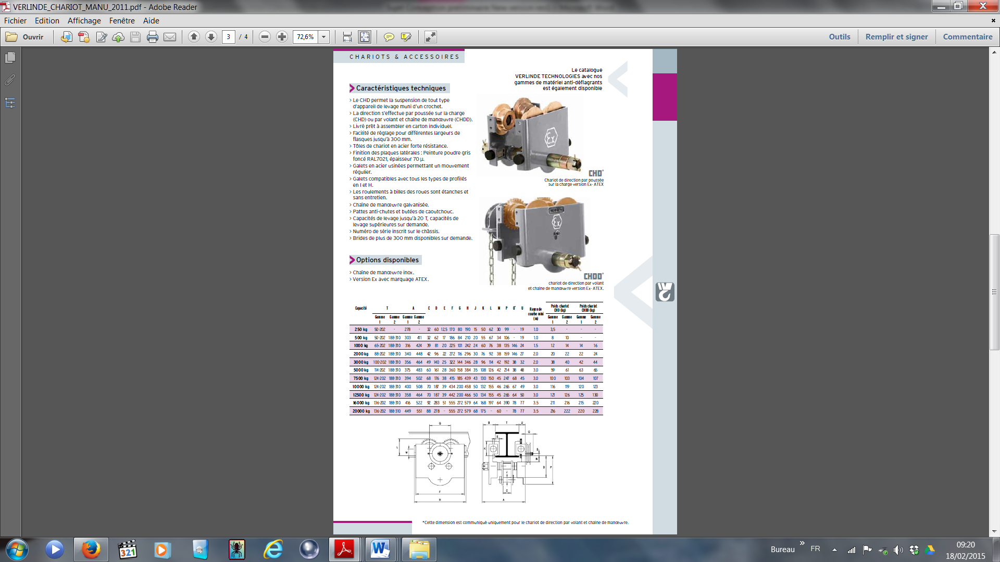 VERLINDE_CHARIOT_MANU_2011.pdf - Adobe Reader
Fichier Edition Affichage Fenêtre Aide
Ouvrir 3 / 4 72,6% Outils Remplir et signer Commentaire
CHARIOTS & ACCESSOIRES
Le catalogue
VERLINDE TECHNOLOGIES avec nos
gammes de matériel anti-déflagrants
est également disponible
Caractéristiques techniques
> Le CHD permet la suspension de tout type
d'appareil de levage muni d'un crochet.
> La direction s'effectue par poussée sur la charge
(CHD) ou par volant et chaîne de manœuvre (CHDD).
> Livré prêt à assembler en carton individuel.
> Facilité de réglage pour différentes largeurs de
flasques jusqu'à 300 mm.
> Tôles de chariot en acier forte résistance.
> Finition des plaques latérales : Peinture poudre gris
foncé RAL7021, épaisseur 70 µ.
> Galets en acier usinées permettant un mouvement
régulier.
> Galets compatibles avec tous les types de profilés
en I et H.
> Les roulements à billes des roues sont étanches et
sans entretien.
> Chaîne de manœuvre galvanisée.
> Pattes anti-chutes et butées de caoutchouc.
> Capacités de levage jusqu'à 20 T, capacités de
levage supérieures sur demande.
> Numéro de série inscrit sur le châssis.
> Brides de plus de 300 mm disponibles sur demande.
Ex
CHD®
Chariot de direction par poussée
sur la charge version Ex- ATEX
Ex
CHDD®
chariot de direction par volant
et chaîne de manœuvre version Ex- ATEX.
Options disponibles
> Chaîne de manœuvre inox.
> Version Ex avec marquage ATEX.
Capacité T A C D E F G H J K L M P Q* U Rayon de courbe mini (m) Poids chariot CHD (kg) Poids chariot CHDD (kg)
Gamme 1 Gamme 2 Gamme 1 Gamme 2 Gamme 1 Gamme 2 Gamme 1 Gamme 2
250 kg 50-202 - 278 - 32 60 12,5 170 80 190 15 50 62 30 99 - 19 1.0 3,5 - - -
500 kg 50-202 188-310 303 411 32 62 17 186 84 210 20 55 67 34 106 - 19 1.0 8 10 - -
1000 kg 65-202 188-310 316 424 39 81 20 225 101 242 24 60 76 38 135 146 24 1.5 12 14 14 16
2000 kg 88-202 188-310 340 448 42 96 22 272 116 296 30 76 92 38 159 146 27 2.0 20 22 22 24
3000 kg 100-202 188-310 356 464 49 140 25 322 144 346 28 96 114 42 192 38 32 2.0 38 40 42 44
5000 kg 114-202 188-310 375 483 60 161 28 360 158 384 35 108 126 42 214 38 48 3.0 59 61 63 65
7500 kg 124-202 188-310 394 502 68 176 38 415 185 439 43 130 150 45 247 68 45 3.0 100 103 104 107
10000 kg 124-202 188-310 400 508 70 187 39 434 200 458 50 132 155 46 265 67 49 3.0 116 119 120 123
12500 kg 124-202 188-310 358 464 70 187 39 442 200 466 50 134 155 45 265 64 50 3.0 121 126 125 130
16000 kg 136-202 188-310 416 522 92 283 51 555 272 579 64 168 197 64 390 78 77 3.5 211 216 215 220
20000 kg 136-202 188-310 449 551 88 278 - 555 272 579 68 175 - 60 - 78 77 3.5 216 222 220 228
G B T U
Q
E
L K
M S
N
D P
J
C
F
H A
*Cette dimension est communiqué uniquement pour le chariot de direction par volant et chaîne de manœuvre.
321
Bureau » FR 09:20
18/02/2015